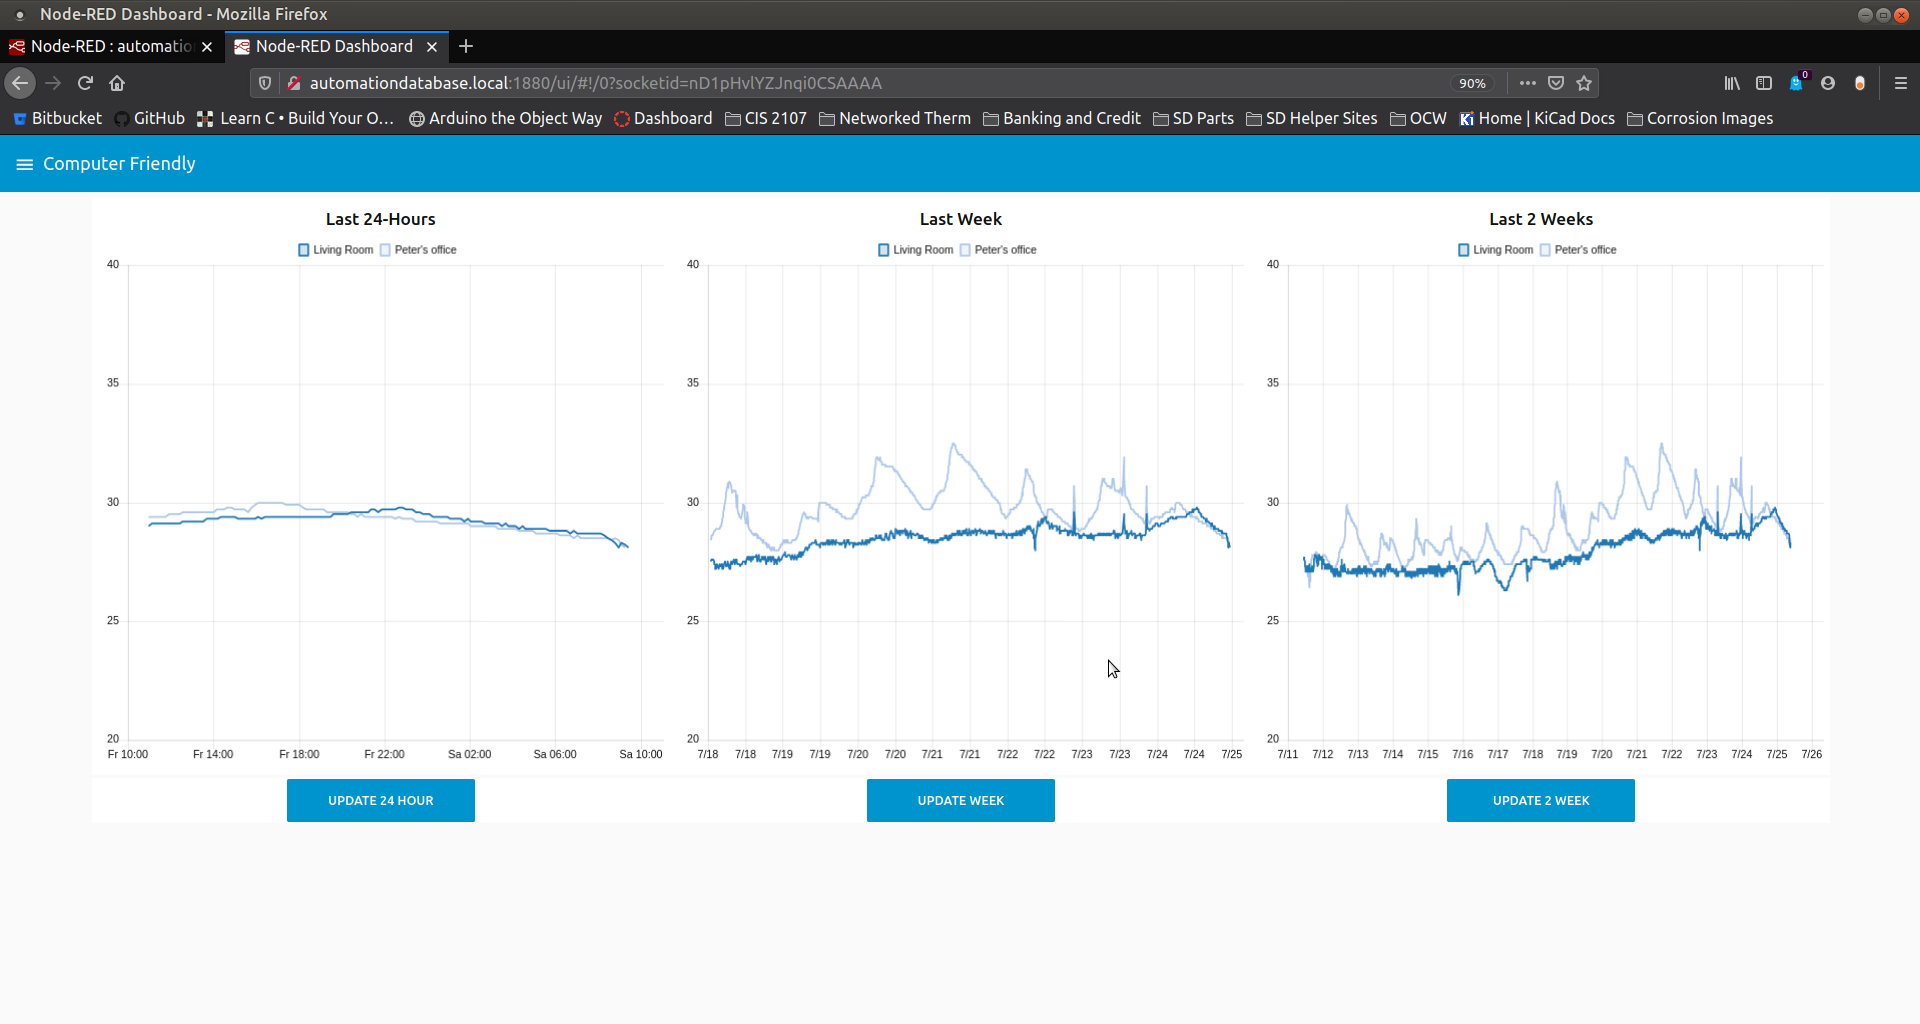 Node-RED Dashboard - Mozilla Firefox
Node-RED : automatio
Node-RED Dashboard
automationdatabase.local:1880/ui/#!/0?socketid=nD1pHvlYZJnqi0CSAAAA
90%
0
Bitbucket GitHub Learn C • Build Your O… Arduino the Object Way Dashboard CIS 2107 Networked Therm Banking and Credit SD Parts SD Helper Sites OCW Home | KiCad Docs Corrosion Images
Computer Friendly
Last 24-Hours
Living Room Peter's office
40
35
30
25
20
Fr 10:00 Fr 14:00 Fr 18:00 Fr 22:00 Sa 02:00 Sa 06:00 Sa 10:00
UPDATE 24 HOUR
Last Week
Living Room Peter's office
40
35
30
25
20
7/18 7/18 7/19 7/19 7/20 7/20 7/21 7/21 7/22 7/22 7/23 7/23 7/24 7/24 7/25
UPDATE WEEK
Last 2 Weeks
Living Room Peter's office
40
35
30
25
20
7/11 7/12 7/13 7/14 7/15 7/16 7/17 7/18 7/19 7/20 7/21 7/22 7/23 7/24 7/25 7/26
UPDATE 2 WEEK